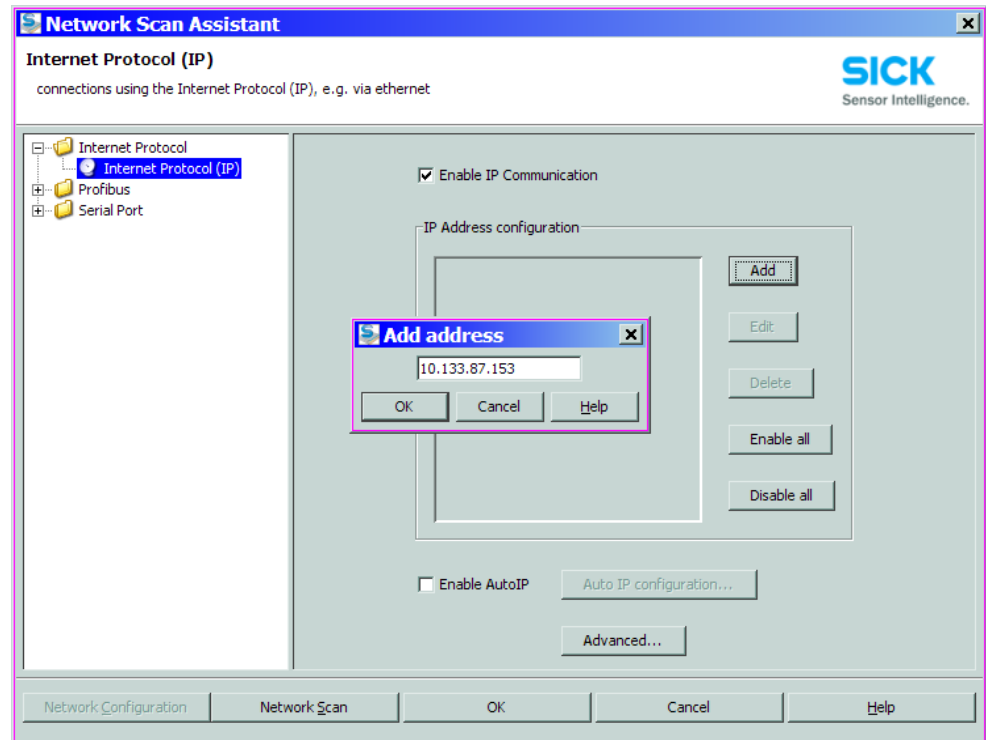 Network Scan Assistant
Internet Protocol (IP)
connections using the Internet Protocol (IP), e.g. via ethernet
SICK
Sensor Intelligence.
Internet Protocol
Internet Protocol (IP)
Profibus
Serial Port
Enable IP Communication
IP Address configuration
Add
Edit
Delete
Enable all
Disable all
Add address
10.133.87.153
OK Cancel Help
Enable AutoIP Auto IP configuration...
Advanced...
Network Configuration Network Scan OK Cancel Help